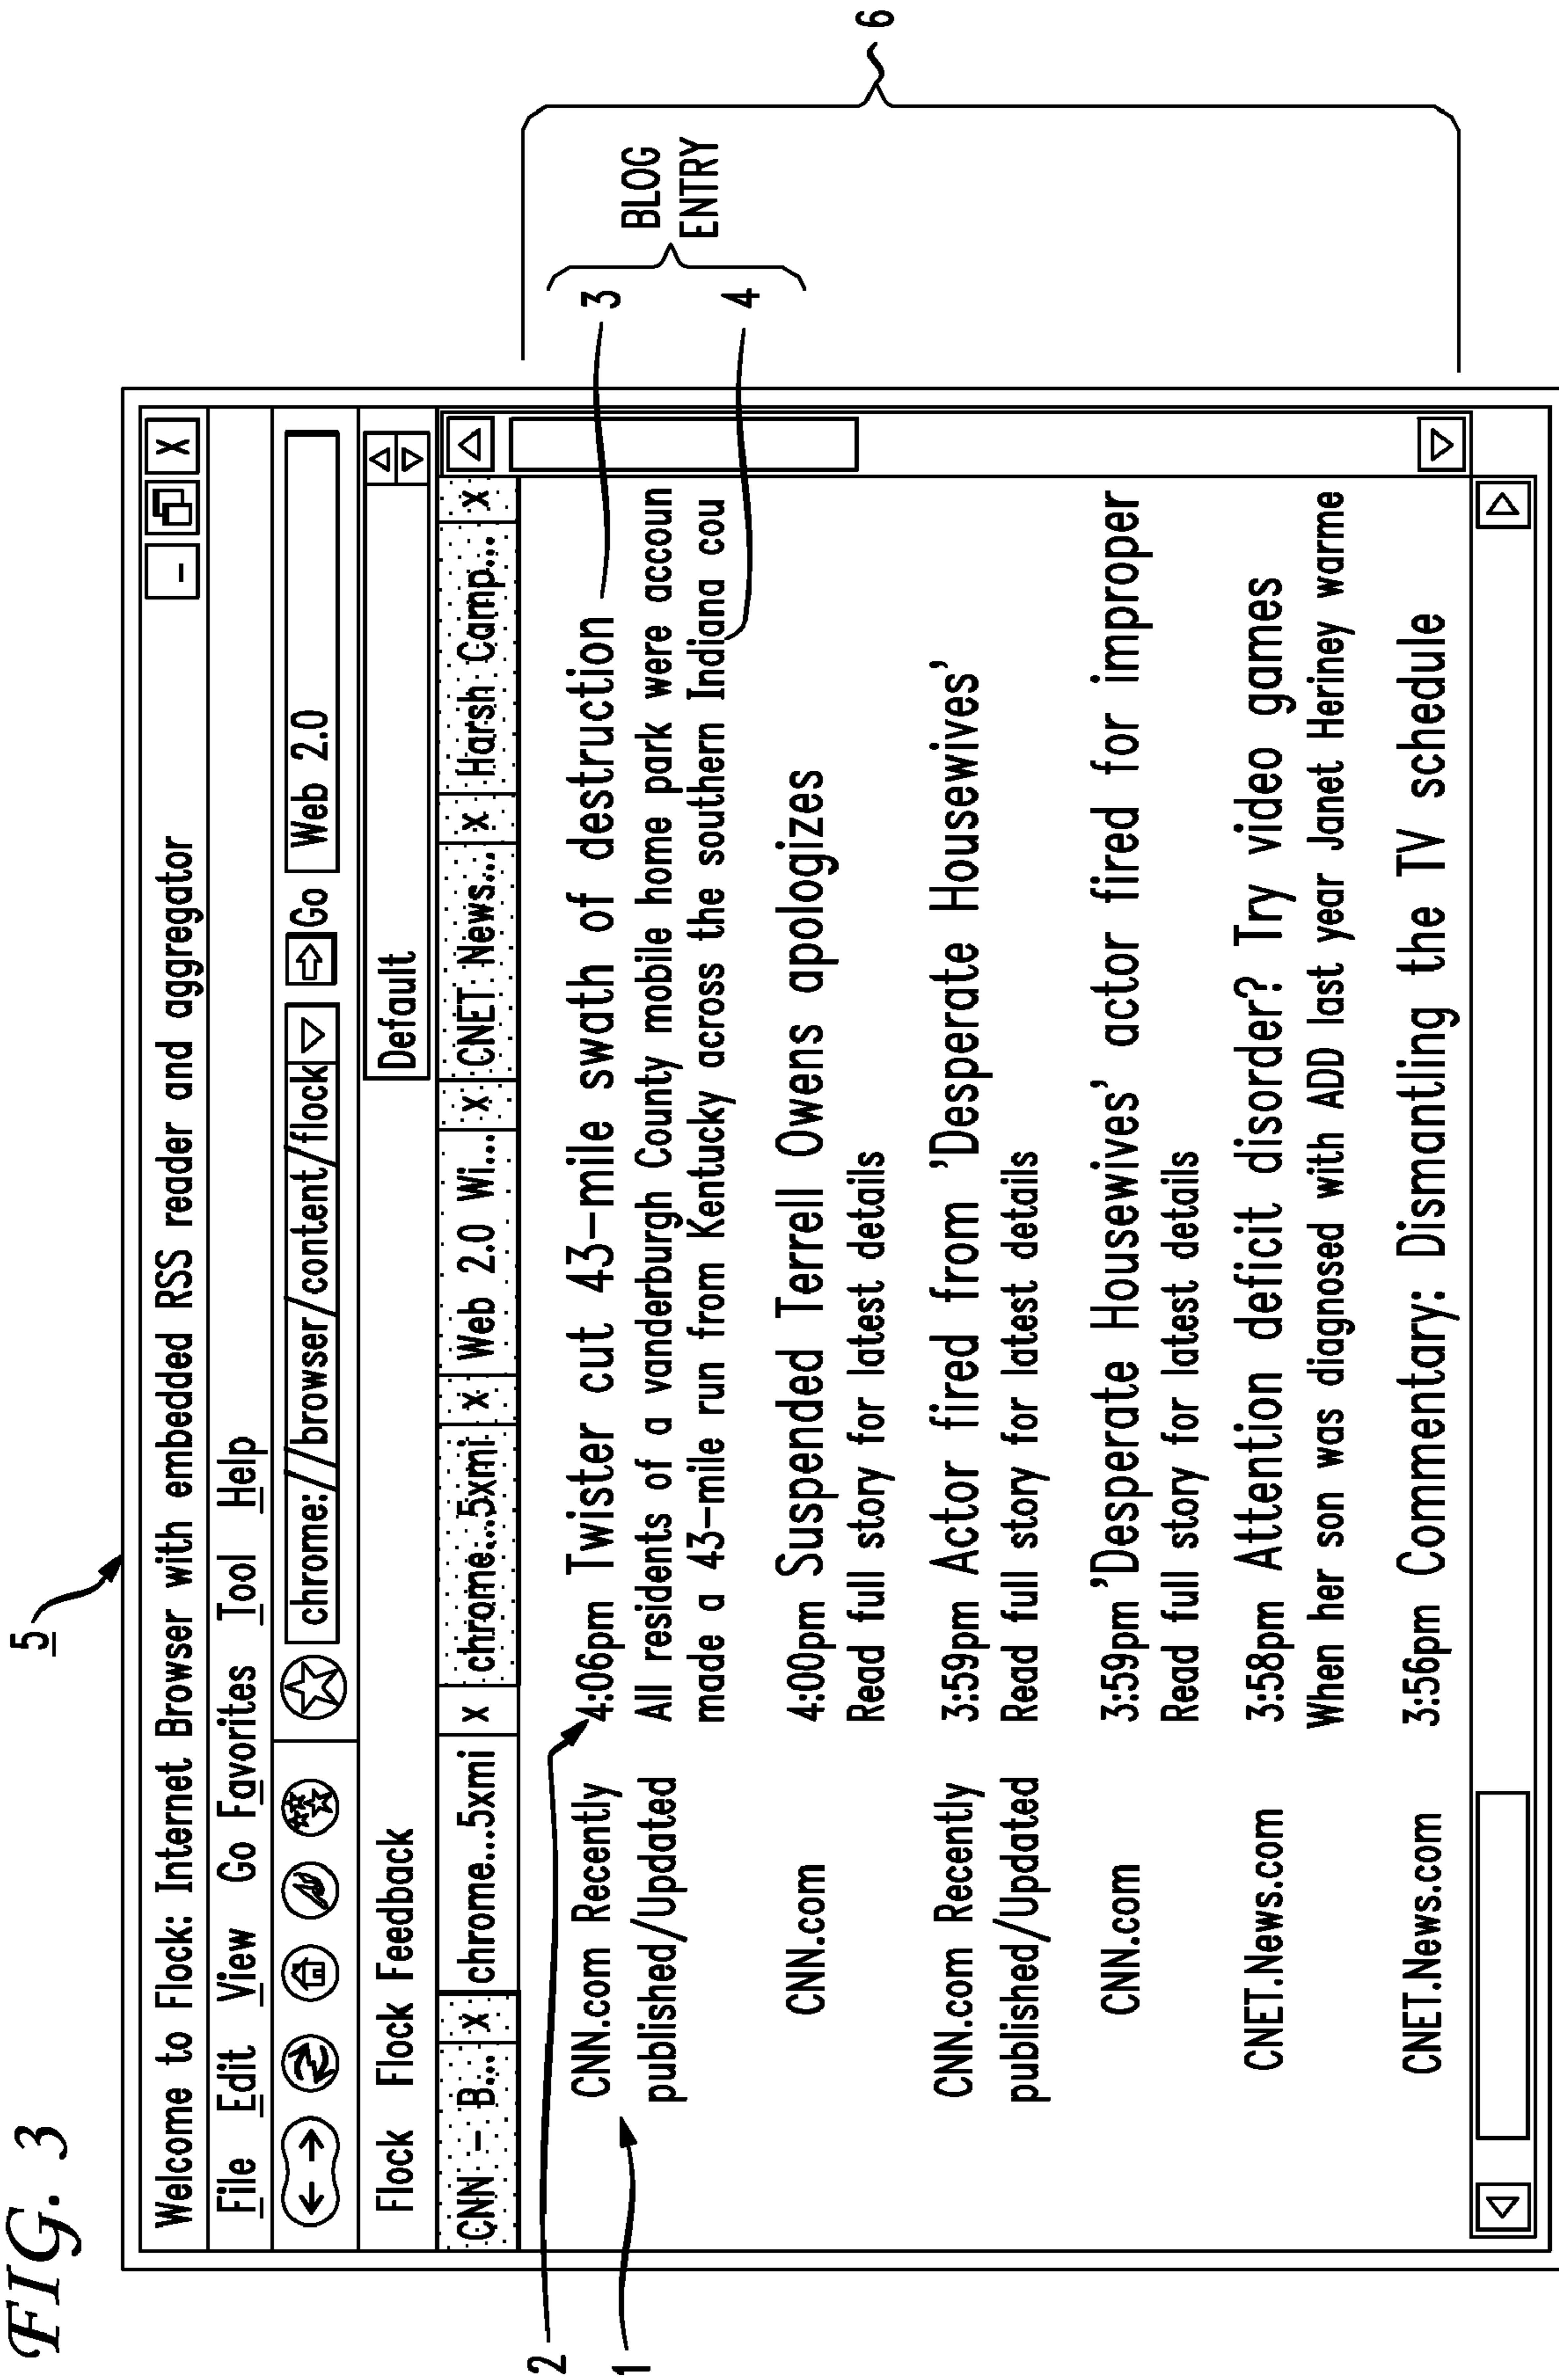 FIG. 3
5
Welcome to Flock: Internet Browser with embedded RSS reader and aggregator
– X
File Edit View Go Favorites Tool Help
chrome:///browser/content/flock Go Web 2.0
Flock Flock Feedback Default
CNN – B... x chrome...5xmi x chrome...5xmi x Web 2.0 Wi... x CNET News... x Harsh Camp... x
2
1
CNN.com Recently
published/Updated
4:06pm Twister cut 43-mile swath of destruction
All residents of a vanderburgh County mobile home park were accoun
made a 43-mile run from Kentucky across the southern Indiana cou
3
4
BLOG
ENTRY
6
CNN.com
4:00pm Suspended Terrell Owens apologizes
Read full story for latest details
CNN.com Recently
published/Updated
3:59pm Actor fired from 'Desperate Housewives'
Read full story for latest details
CNN.com
3:59pm 'Desperate Housewives' actor fired for improper
Read full story for latest details
CNET.News.com
3:58pm Attention deficit disorder? Try video games
When her son was diagnosed with ADD last year Janet Heriney warme
CNET.News.com
3:56pm Commentary: Dismantling the TV schedule